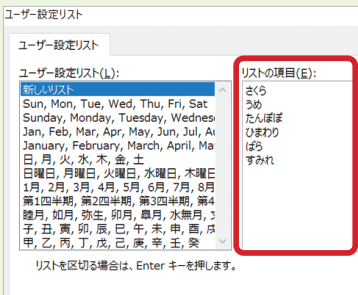 ユーザー設定リスト
ユーザー設定リスト
ユーザー設定リスト(L):
新しいリスト
Sun, Mon, Tue, Wed, Thu, Fri, Sat
Sunday, Monday, Tuesday, Wednes
Jan, Feb, Mar, Apr, May, Jun, Jul, Au
January, February, March, April, Ma
日, 月, 火, 水, 木, 金, 土
日曜日, 月曜日, 火曜日, 水曜日, 木曜日
1月, 2月, 3月, 4月, 5月, 6月, 7月, 8月
第1四半期, 第2四半期, 第3四半期, 第4
睦月, 如月, 弥生, 卯月, 皐月, 水無月,
子, 丑, 寅, 卯, 辰, 巳, 午, 未, 申, 酉, 戌
甲, 乙, 丙, 丁, 戊, 己, 庚, 辛, 壬, 癸
リストの項目(E):
さくら
うめ
たんぽぽ
ひまわり
ばら
すみれ
リストを区切る場合は、Enter キーを押します。